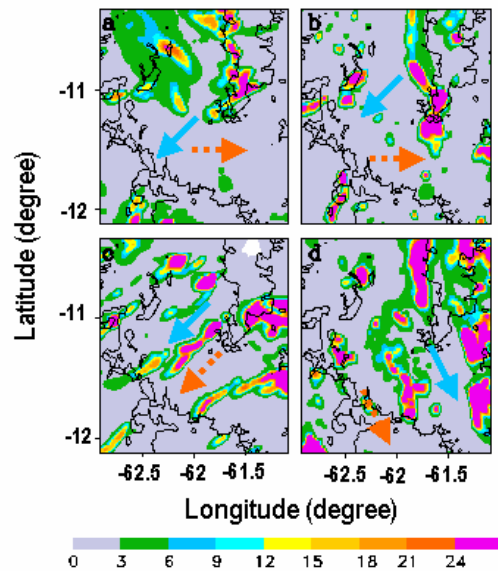 a b
-11
-12
Latitude (degree)
c d
-11
-12
-62.5 -62 -61.5 -62.5 -62 -61.5
Longitude (degree)
0 3 6 9 12 15 18 21 24